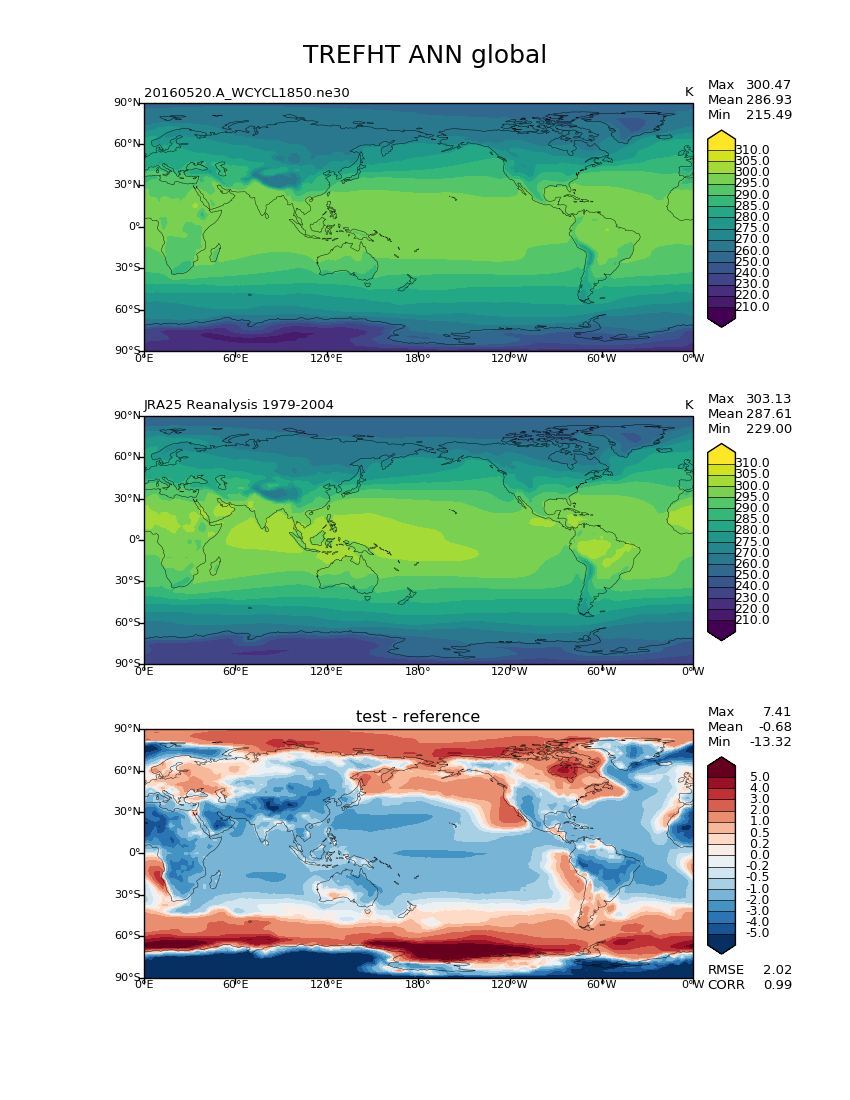 TREFHT ANN global
20160520.A_WCYCL1850.ne30
K
Max 300.47
Mean 286.93
Min 215.49
90°N
60°N
30°N
0°
30°S
60°S
90°S
0°E 60°E 120°E 180° 120°W 60°W 0°W
310.0
305.0
300.0
295.0
290.0
285.0
280.0
275.0
270.0
260.0
250.0
240.0
230.0
220.0
210.0
JRA25 Reanalysis 1979-2004
K
Max 303.13
Mean 287.61
Min 229.00
90°N
60°N
30°N
0°
30°S
60°S
90°S
0°E 60°E 120°E 180° 120°W 60°W 0°W
310.0
305.0
300.0
295.0
290.0
285.0
280.0
275.0
270.0
260.0
250.0
240.0
230.0
220.0
210.0
test - reference
Max 7.41
Mean -0.68
Min -13.32
90°N
60°N
30°N
0°
30°S
60°S
90°S
0°E 60°E 120°E 180° 120°W 60°W 0°W
5.0
4.0
3.0
2.0
1.0
0.5
0.2
0.0
-0.2
-0.5
-1.0
-2.0
-3.0
-4.0
-5.0
RMSE 2.02
CORR 0.99